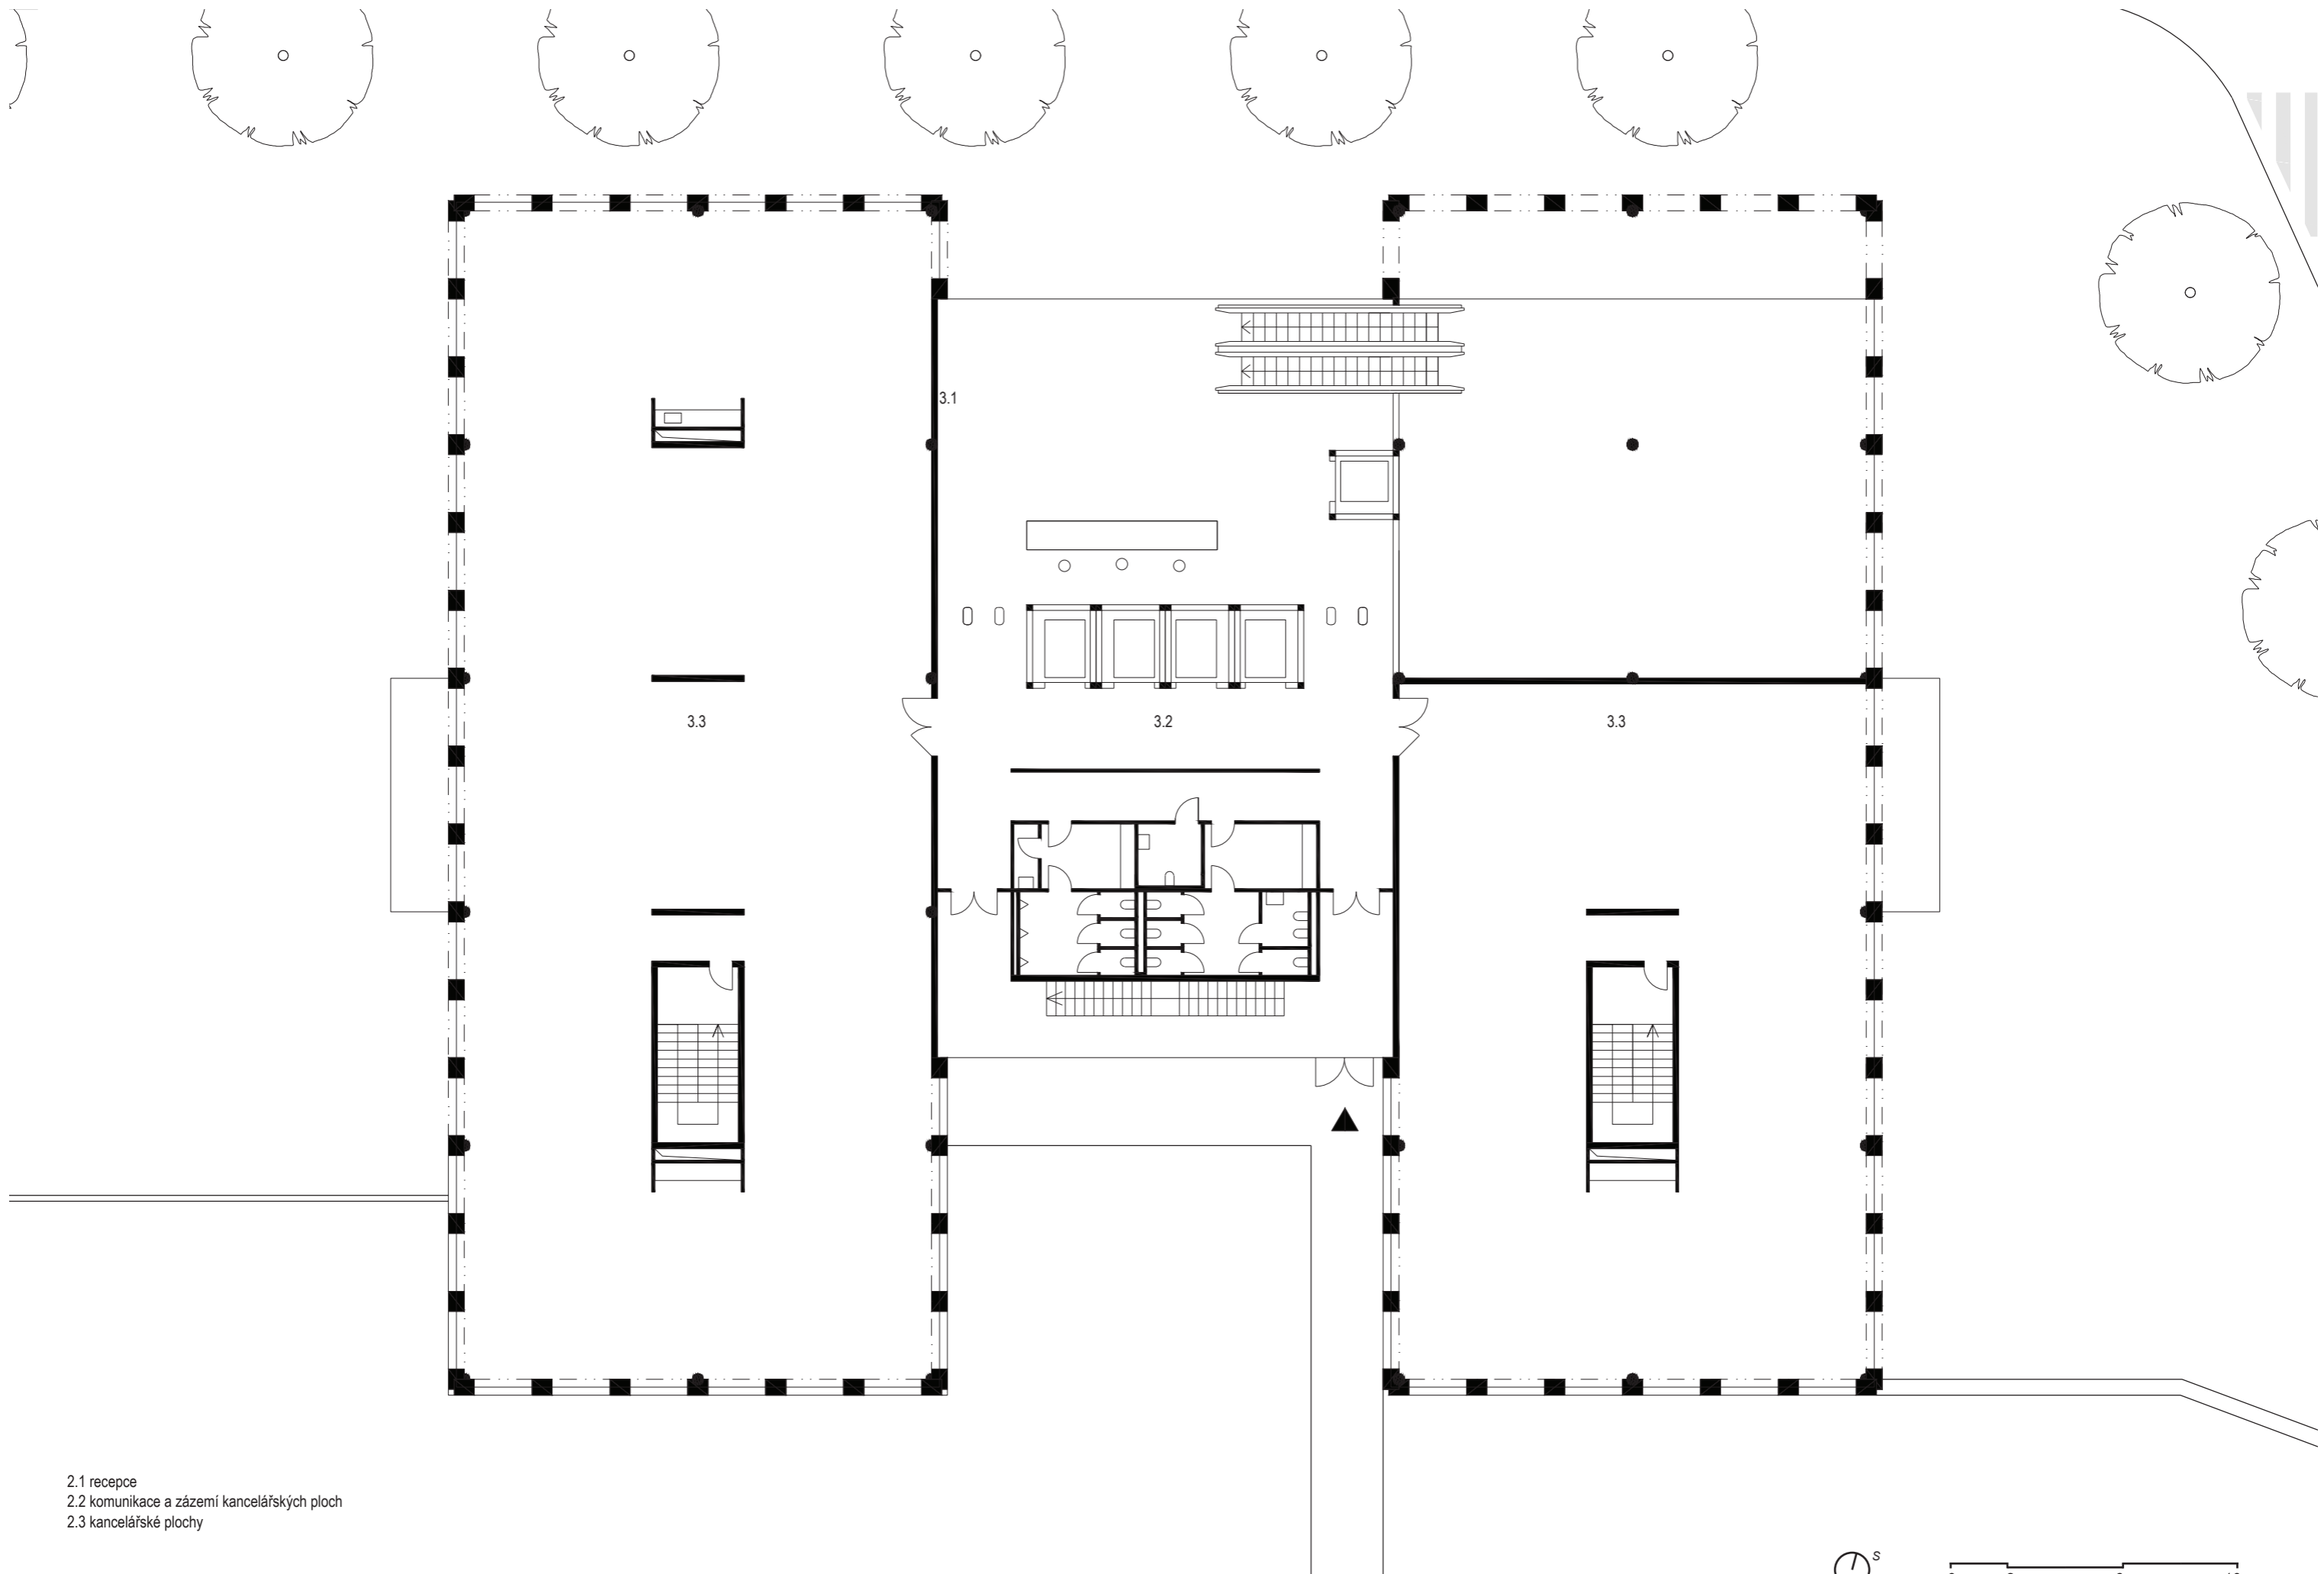 3.1
3.3
3.2
3.3
2.1 recepce
2.2 komunikace a zázemí kancelářských ploch
2.3 kancelářské plochy
S